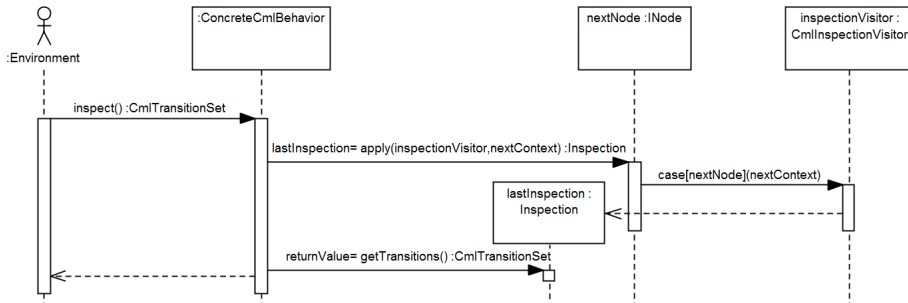 :Environment
:ConcreteCmlBehavior
nextNode :INode
inspectionVisitor :
CmlInspectionVisitor
inspect() :CmlTransitionSet
lastInspection= apply(inspectionVisitor,nextContext) :Inspection
case[nextNode](nextContext)
lastInspection :
Inspection
returnValue= getTransitions() :CmlTransitionSet